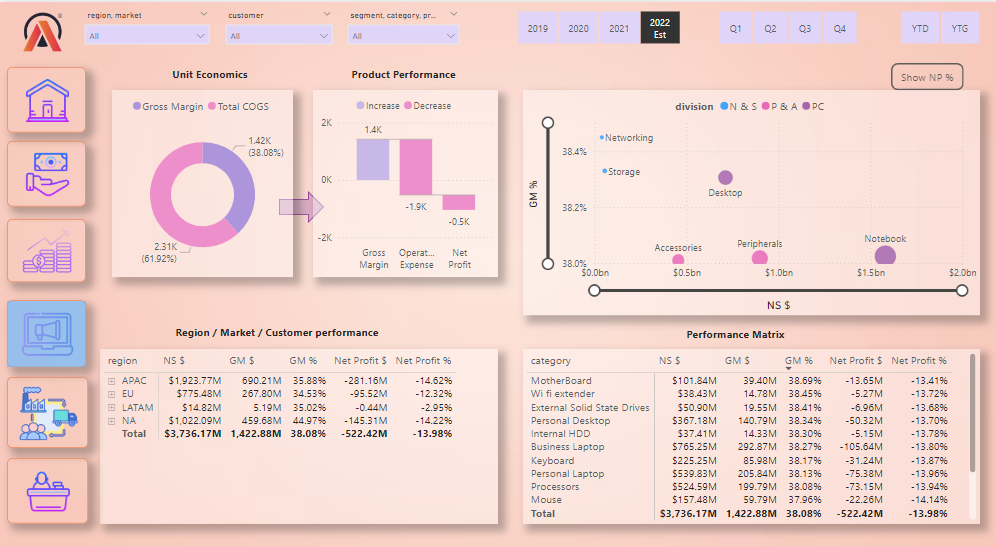 region, market customer segment, category, pr...
All All All
2019 2020 2021 2022 Est Q1 Q2 Q3 Q4 YTD YTG
Show NP %
Unit Economics
Gross Margin Total COGS
1.42K
(38.08%)
2.31K
(61.92%)
Product Performance
Increase Decrease
2K
0K
-2K
1.4K
-1.9K
-0.5K
Gross Margin
Operat... Expense
Net Profit
division N & S P & A PC
GM %
38.4%
38.2%
38.0%
Networking
Storage
Desktop
Accessories
Peripherals
Notebook
$0.0bn $0.5bn $1.0bn $1.5bn $2.0bn
NS $
Region / Market / Customer performance
region NS $ GM $ GM % Net Profit $ Net Profit %
APAC $1,923.77M 690.21M 35.88% -281.16M -14.62%
EU $775.48M 267.80M 34.53% -95.52M -12.32%
LATAM $14.82M 5.19M 35.02% -0.44M -2.95%
NA $1,022.09M 459.68M 44.97% -145.31M -14.22%
Total $3,736.17M 1,422.88M 38.08% -522.42M -13.98%
Performance Matrix
category NS $ GM $ GM % Net Profit $ Net Profit %
MotherBoard $101.84M 39.40M 38.69% -13.65M -13.41%
Wi fi extender $38.43M 14.78M 38.45% -5.27M -13.72%
External Solid State Drives $50.90M 19.55M 38.41% -6.96M -13.68%
Personal Desktop $367.18M 140.79M 38.34% -50.32M -13.70%
Internal HDD $37.41M 14.33M 38.30% -5.15M -13.78%
Business Laptop $765.25M 292.87M 38.27% -105.64M -13.80%
Keyboard $225.25M 85.98M 38.17% -31.24M -13.87%
Personal Laptop $539.83M 205.84M 38.13% -75.38M -13.96%
Processors $524.59M 199.79M 38.08% -73.15M -13.94%
Mouse $157.48M 59.79M 37.96% -22.26M -14.14%
Total $3,736.17M 1,422.88M 38.08% -522.42M -13.98%